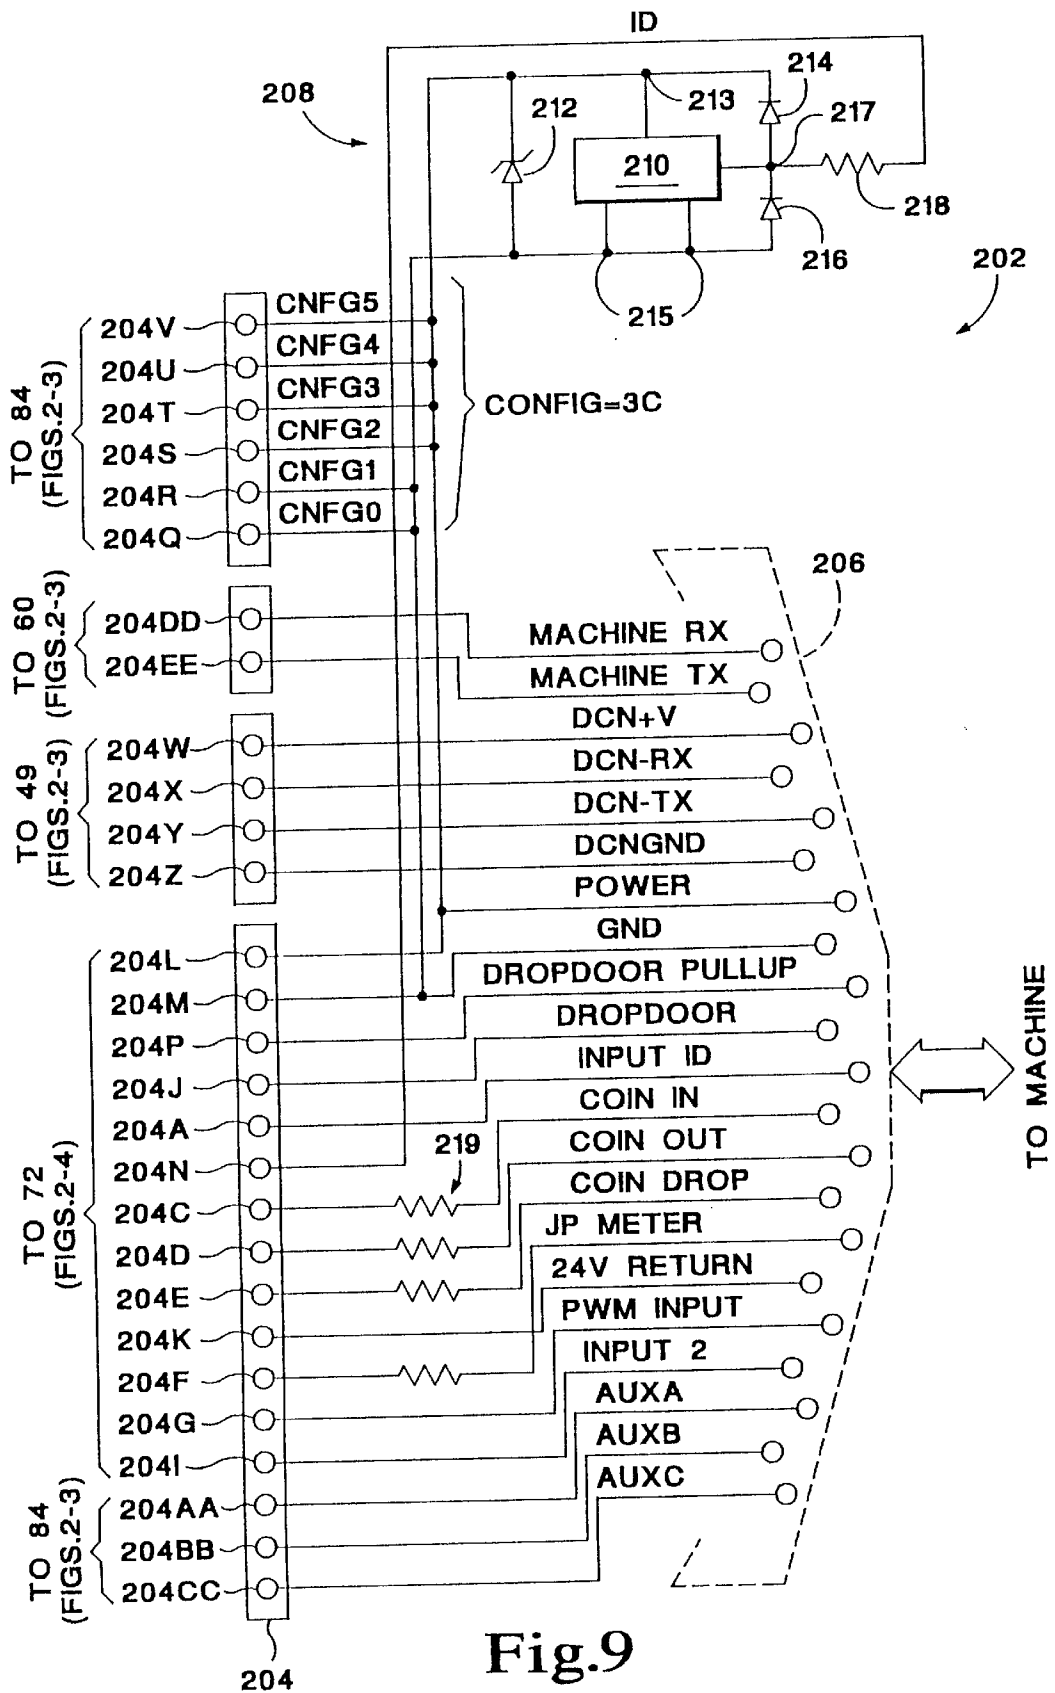 ID
208
212
213
214
217
210
218
216
215
202
TO 84
(FIGS.2-3)
204V
CNFG5
204U
CNFG4
204T
CNFG3
204S
CNFG2
204R
CNFG1
204Q
CNFG0
CONFIG=3C
206
TO 60
(FIGS.2-3)
204DD
MACHINE RX
204EE
MACHINE TX
TO 49
(FIGS.2-3)
204W
DCN+V
204X
DCN-RX
204Y
DCN-TX
204Z
DCNGND
POWER
GND
TO 72
(FIGS.2-4)
204L
204M
DROPDOOR PULLUP
204P
DROPDOOR
204J
INPUT ID
204A
COIN IN
204N
219
COIN OUT
204C
COIN DROP
204D
JP METER
204E
24V RETURN
204K
PWM INPUT
204F
INPUT 2
204G
AUXA
204I
AUXB
TO 84
(FIGS.2-3)
204AA
AUXC
204BB
204CC
TO MACHINE
204
Fig.9